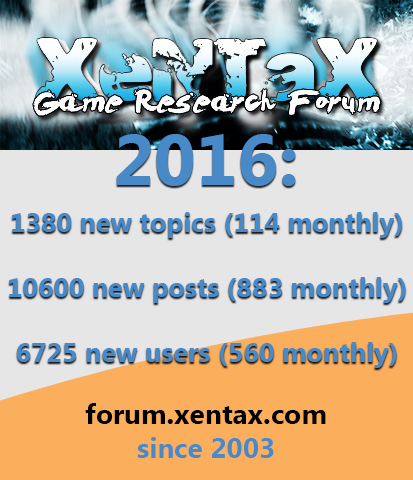 XeNTaX
Game Research Forum
2016:
1380 new topics (114 monthly)
10600 new posts (883 monthly)
6725 new users (560 monthly)
forum.xentax.com
since 2003